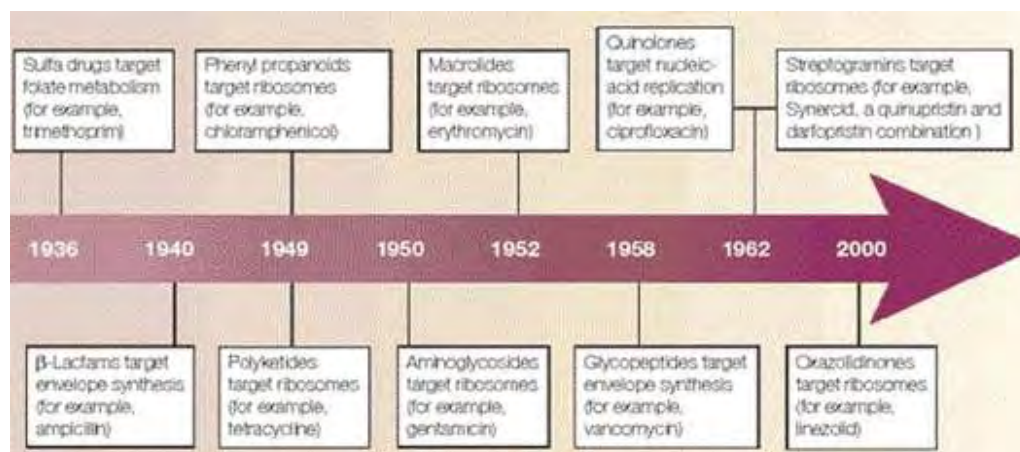 Sulfa drugs target
folate metabolism
(for example,
trimethoprim)
Phenyl propanoids
target ribosomes
(for example,
chloramphenicol)
Macrolides
target ribosomes
(for example,
erythromycin)
Quinolones
target nucleic-
acid replication
(for example,
ciprofloxacin)
Streptogramins target
ribosomes (for example,
Synercid, a quinupristin and
darfopristin combination )
1936 1940 1949 1950 1952 1958 1962 2000
β-Lactams target
envelope synthesis
(for example,
ampicillin)
Polyketides
target ribosomes
(for example,
tetracycline)
Aminoglycosides
target ribosomes
(for example,
gentamicin)
Glycopeptides target
envelope synthesis
(for example,
vancomycin)
Oxazolidinones
target ribosomes
(for example,
linezolid)